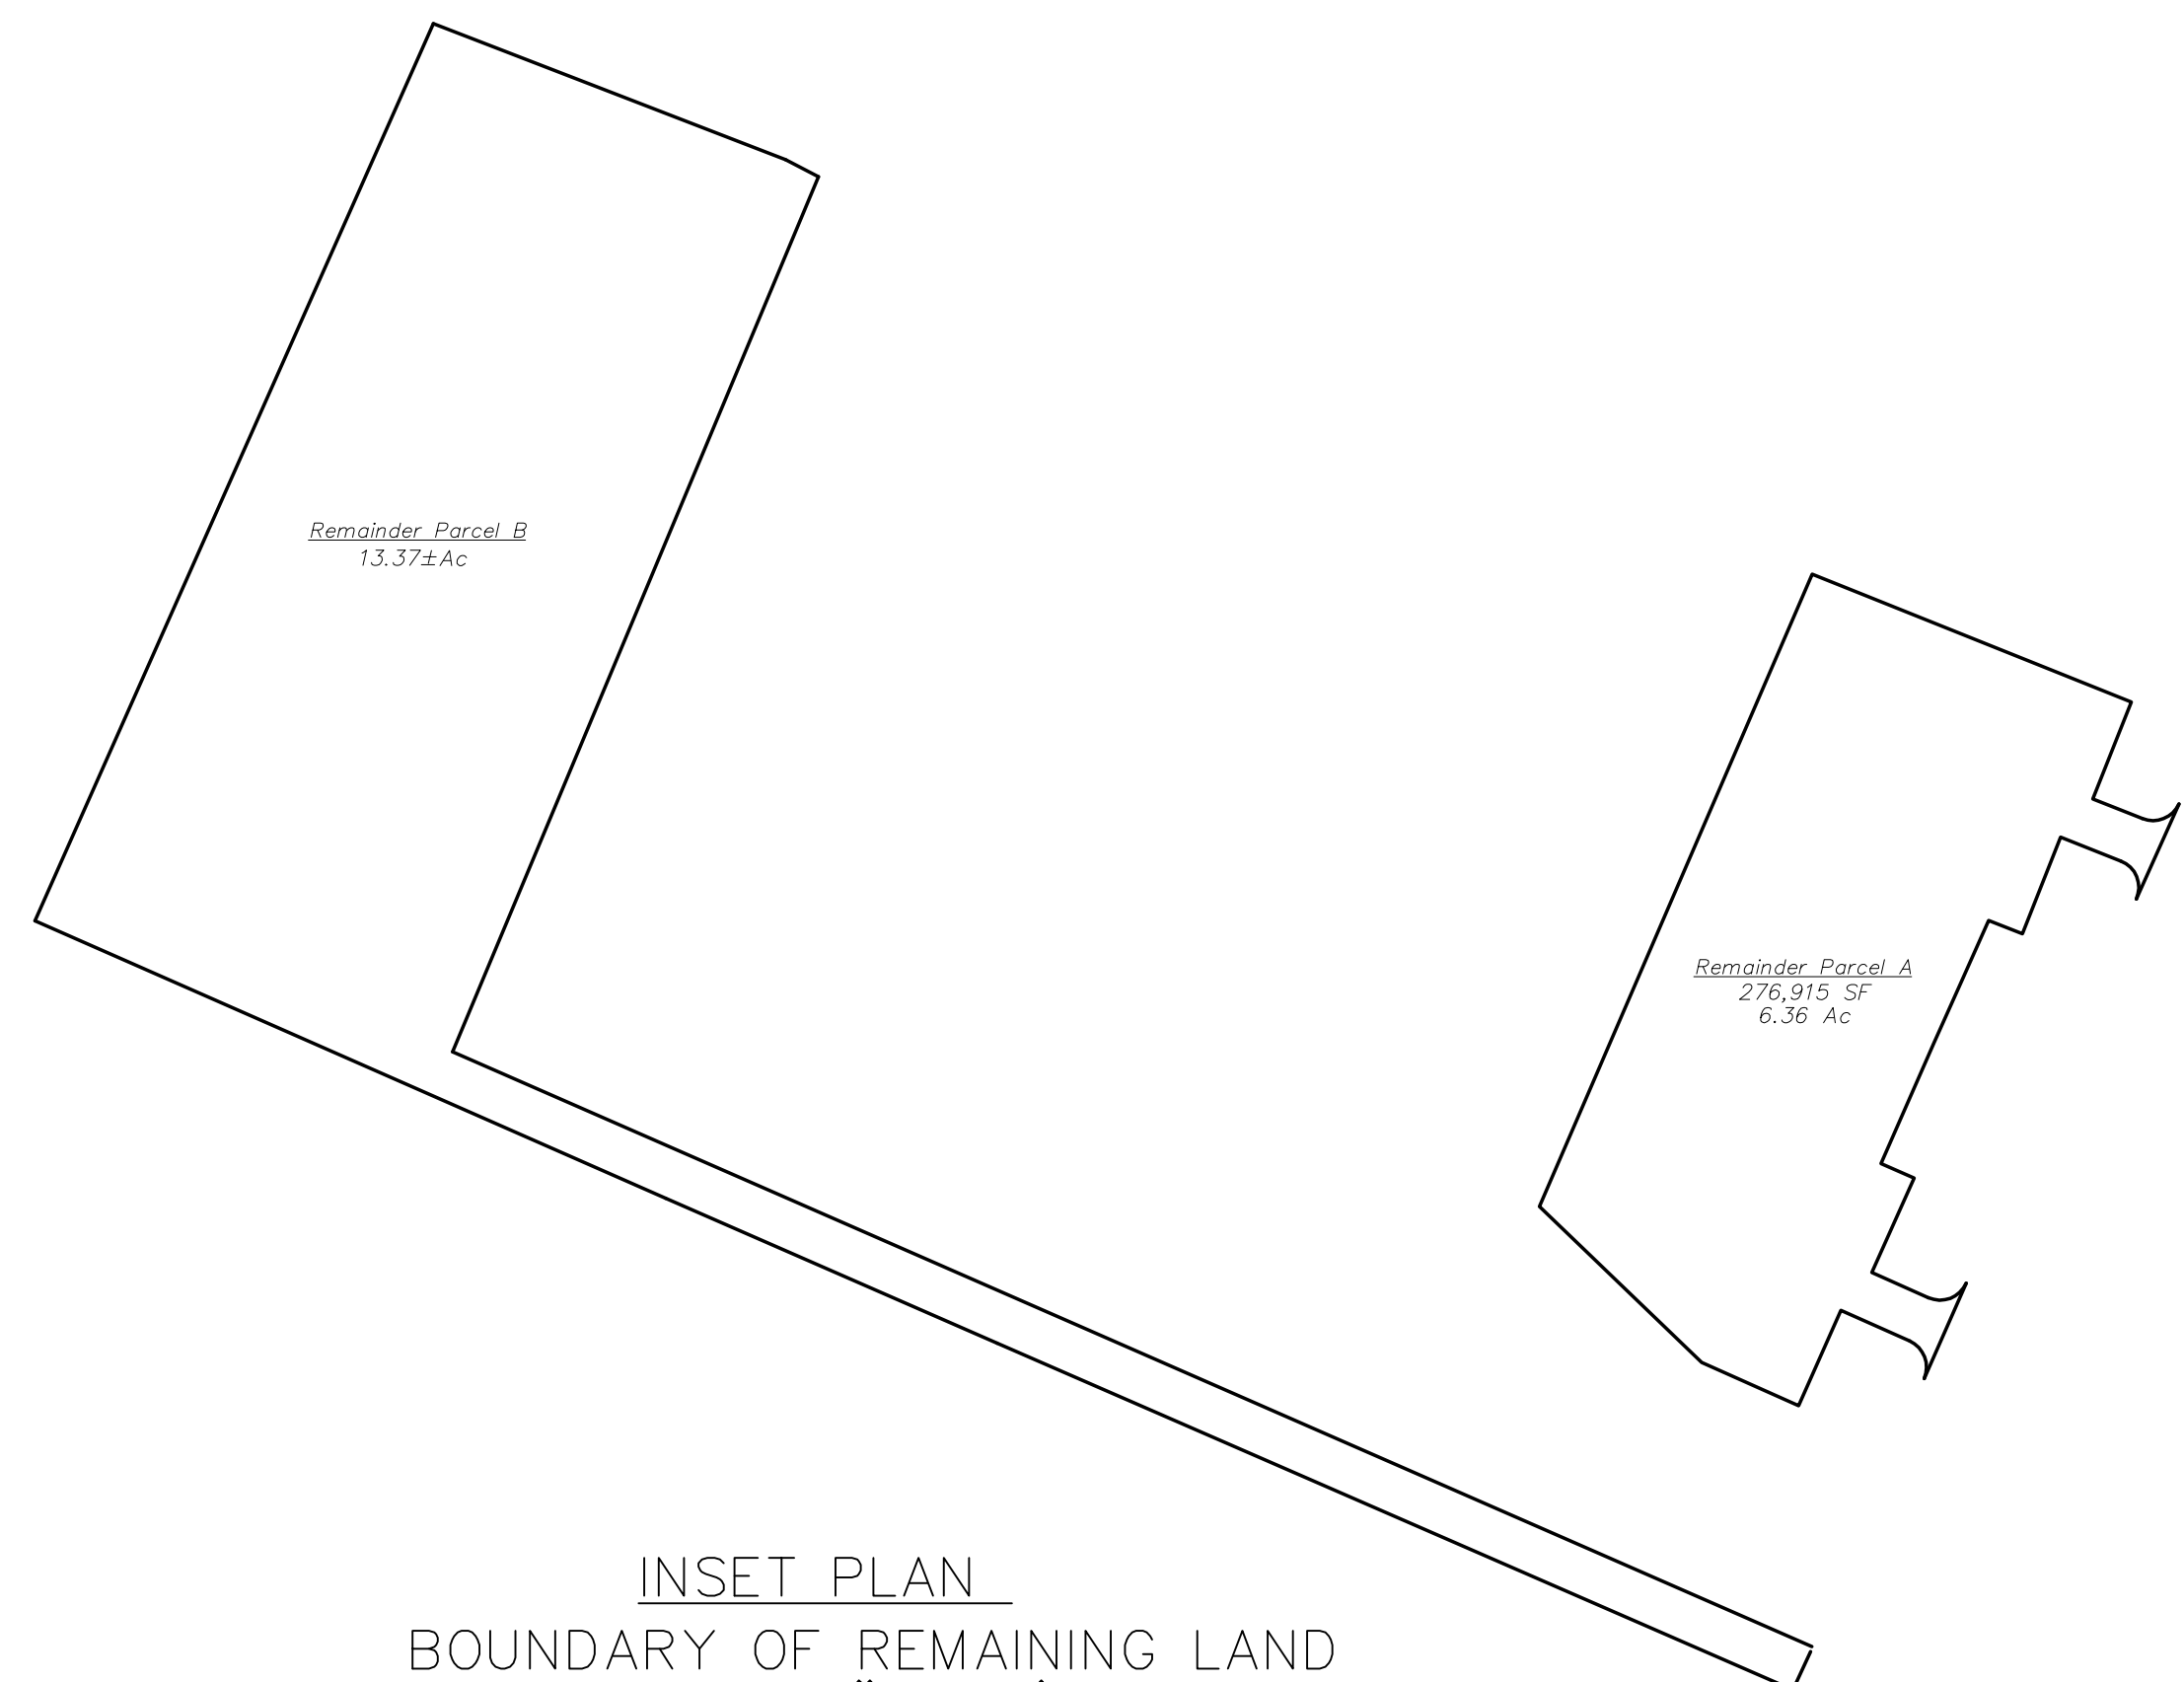 Remainder Parcel B
13.37±Ac
Remainder Parcel A
276,915 SF
6.36 Ac
INSET PLAN
BOUNDARY OF REMAINING LAND